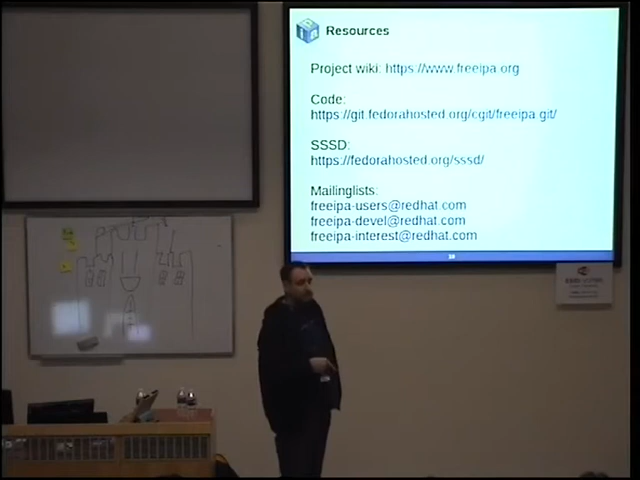 Resources
Project wiki: https://www.freeipa.org
Code:
https://git.fedorahosted.org/cgit/freeipa.git/
SSSD:
https://fedorahosted.org/sssd/
Mailinglists:
freeipa-users@redhat.com
freeipa-devel@redhat.com
freeipa-interest@redhat.com